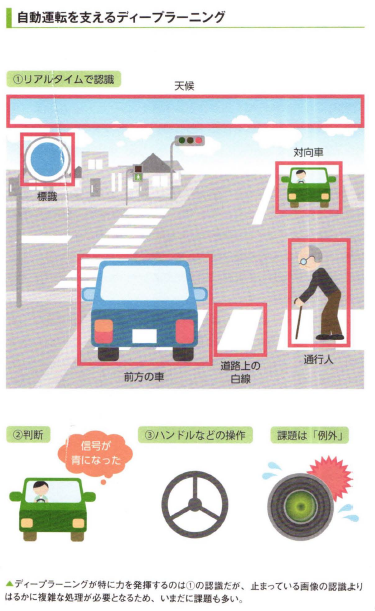 自動運転を支えるディープラーニング
①リアルタイムで認識
天候
標識
対向車
前方の車
道路上の
白線
通行人
②判断
信号が
青になった
③ハンドルなどの操作
課題は「例外」
▲ディープラーニングが特に力を発揮するのは①の認識だが、止まっている画像の認識より
はるかに複雑な処理が必要となるため、いまだに課題も多い。